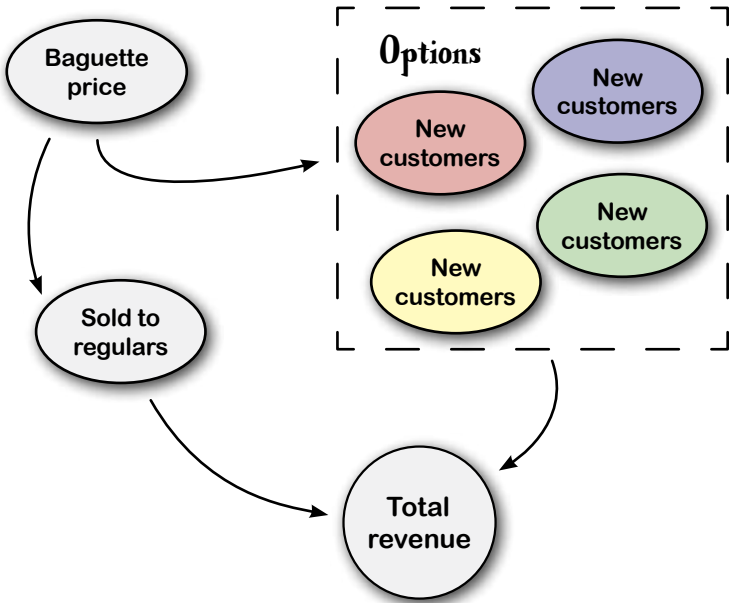 Baguette
price
Options
New
customers
New
customers
New
customers
New
customers
Sold to
regulars
Total
revenue